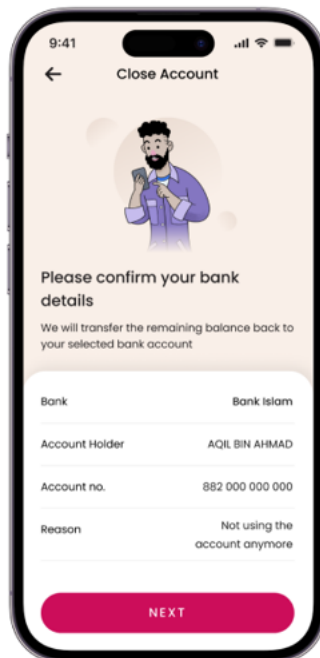 9:41
Close Account
Please confirm your bank
details
We will transfer the remaining balance back to
your selected bank account
Bank Bank Islam
Account Holder AQIL BIN AHMAD
Account no. 882 000 000 000
Reason Not using the
account anymore
NEXT